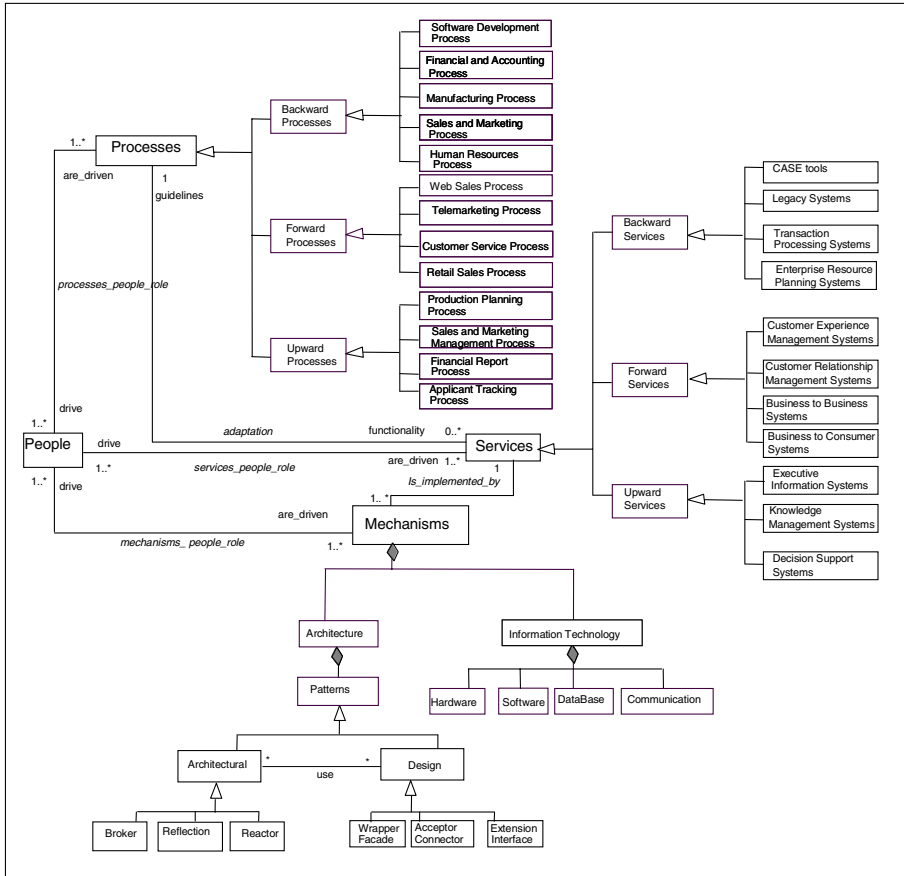 Software Development
Process
Financial and Accounting
Process
Manufacturing Process
Sales and Marketing
Process
Human Resources
Process
Backward
Processes
1..*
Processes
are_driven
1
guidelines
Web Sales Process
Telemarketing Process
Customer Service Process
Retail Sales Process
Forward
Processes
processes_people_role
Production Planning
Process
Sales and Marketing
Management Process
Financial Report
Process
Applicant Tracking
Process
Upward
Processes
CASE tools
Legacy Systems
Transaction
Processing Systems
Enterprise Resource
Planning Systems
Backward
Services
Customer Experience
Management Systems
Customer Relationship
Management Systems
Business to Business
Systems
Business to Consumer
Systems
Forward
Services
Executive
Information Systems
Knowledge
Management Systems
Decision Support
Systems
Upward
Services
drive
1..*
People
adaptation
functionality
0..*
Services
drive
1..*
services_people_role
are_driven
1..*
1
Is_implemented_by
1..*
drive
1.. *
are_driven
Mechanisms
mechanisms_ people_role
1..*
Architecture
Information Technology
Patterns
Hardware
Software
DataBase
Communication
Architectural
*
*
use
Design
Broker
Reflection
Reactor
Wrapper
Facade
Acceptor
Connector
Extension
Interface